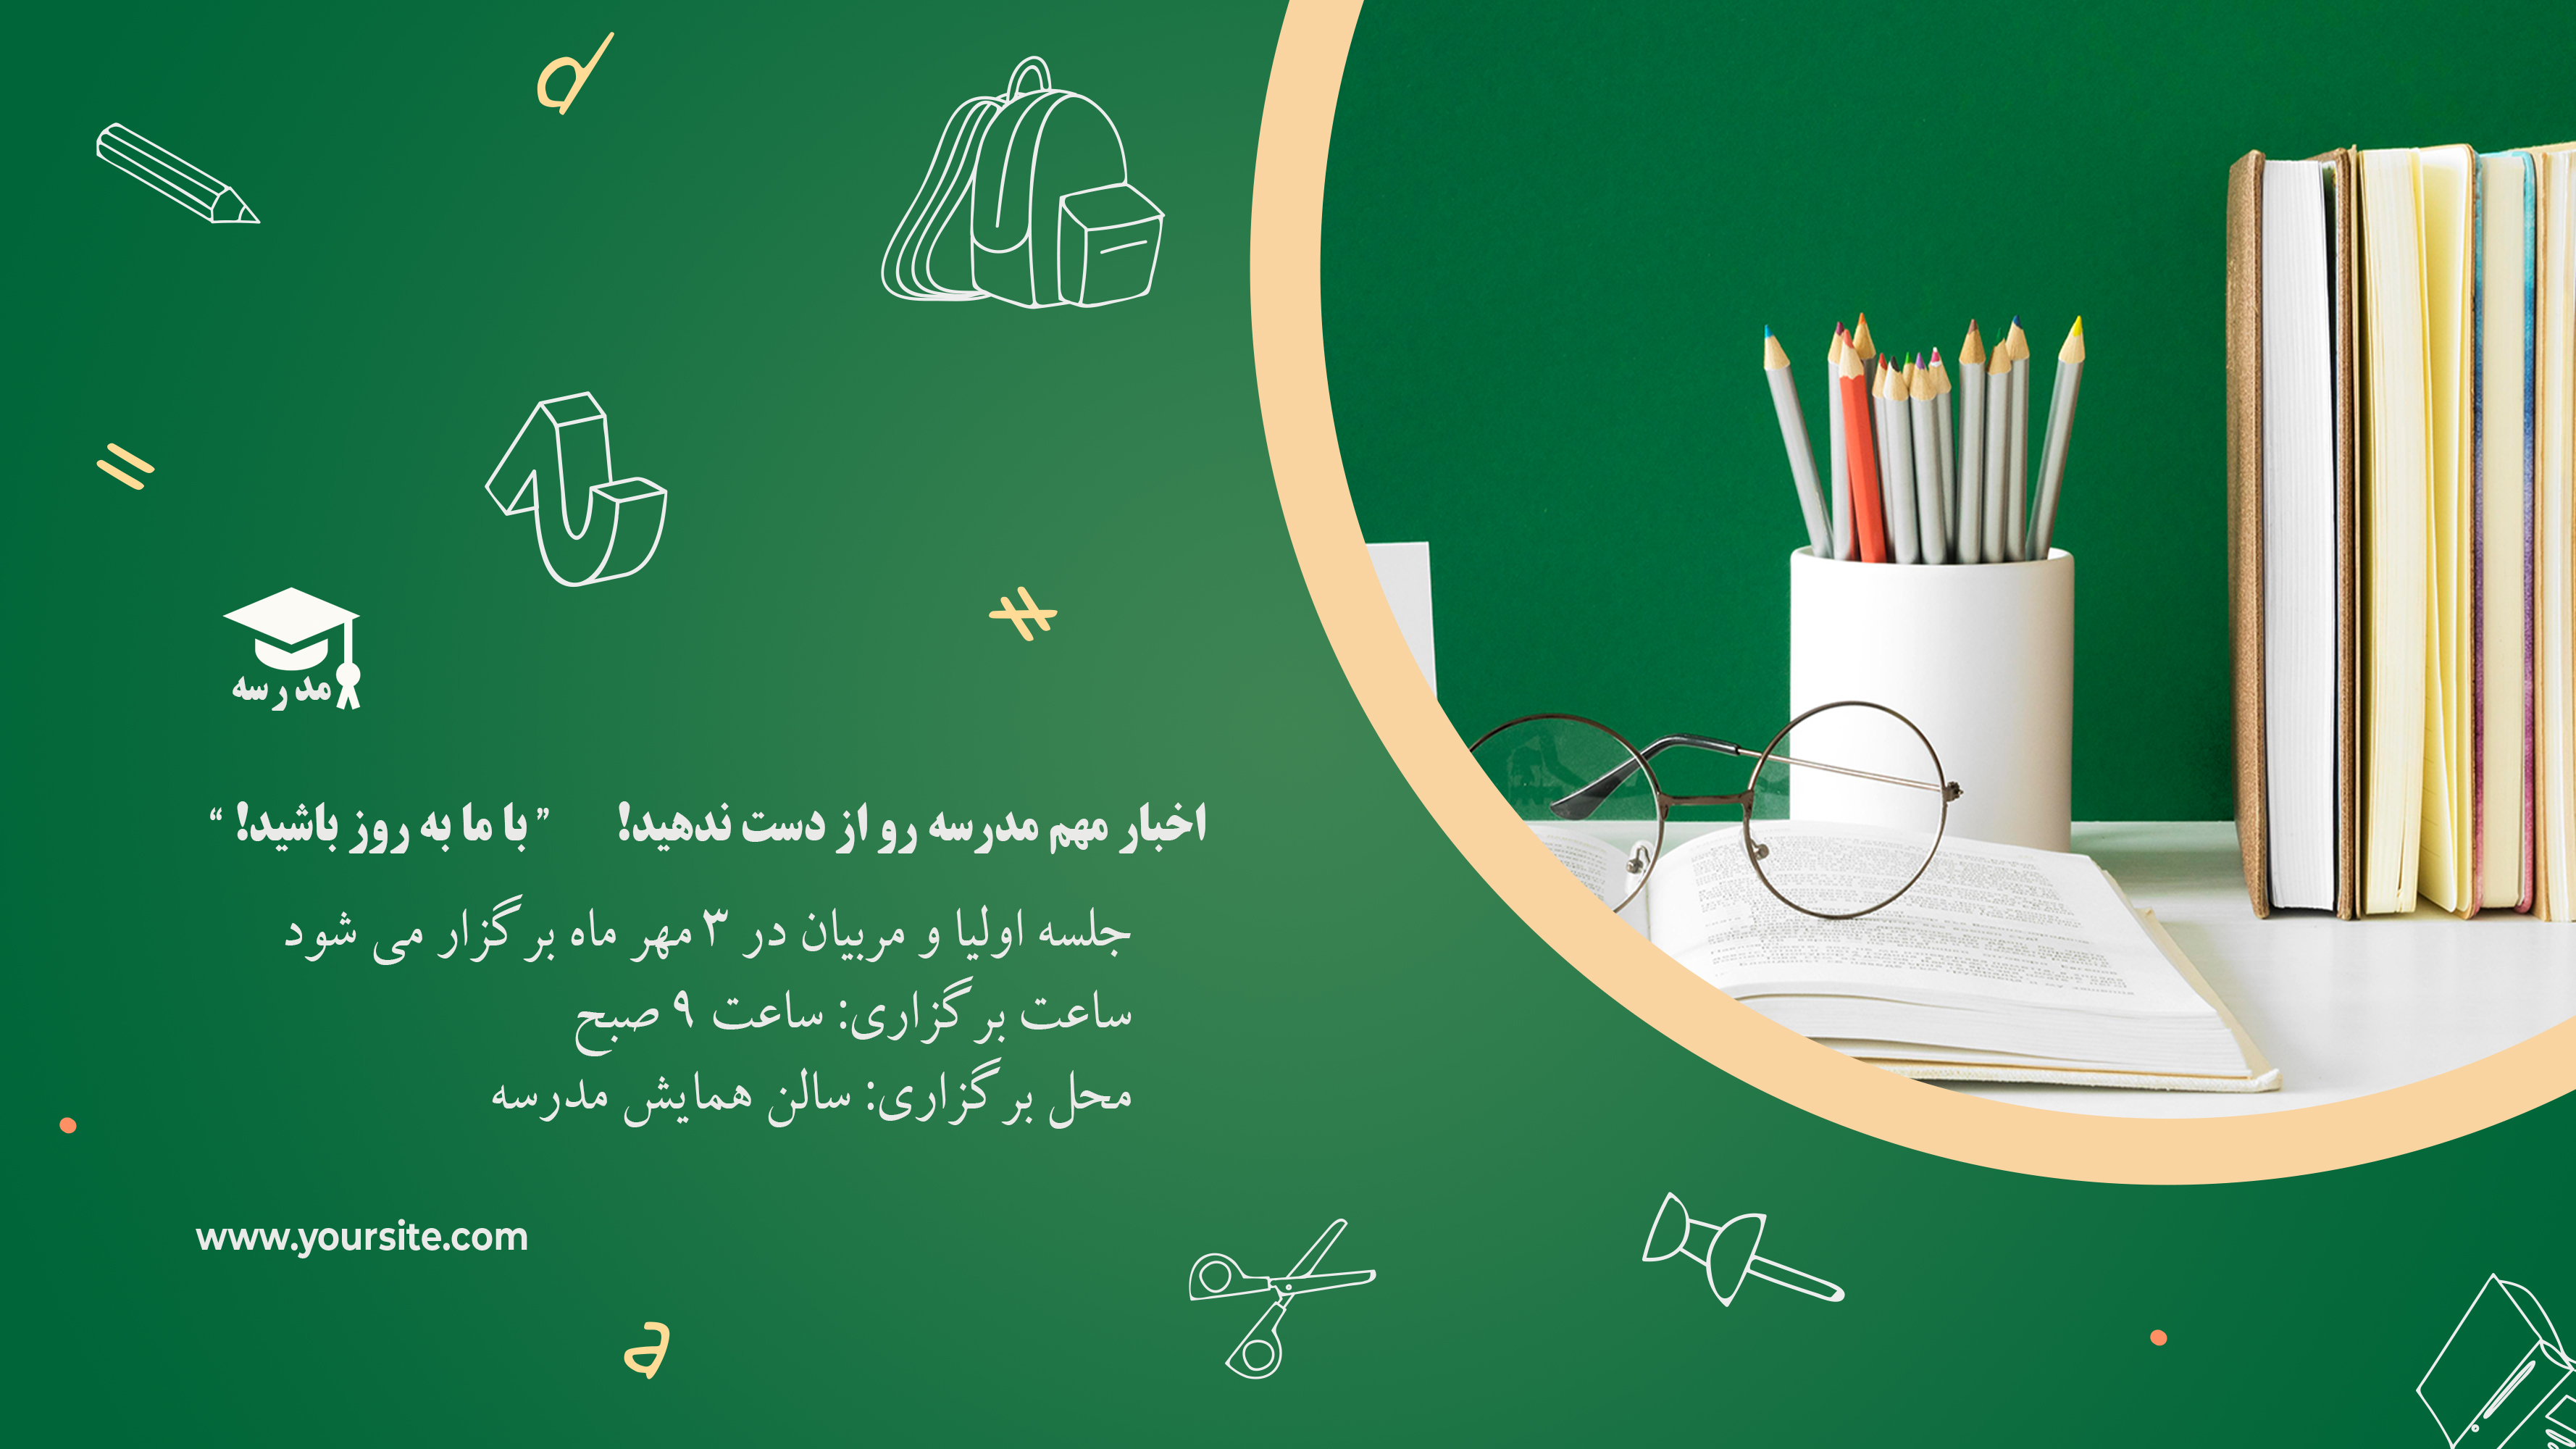 d
=
مدرسه
اخبار مهم مدرسه رو از دست ندهید! ” با ما به روز باشید! “
جلسه اولیا و مربیان در ۳ مهر ماه برگزار می شود
ساعت برگزاری: ساعت ۹ صبح
محل برگزاری: سالن همایش مدرسه
www.yoursite.com
a